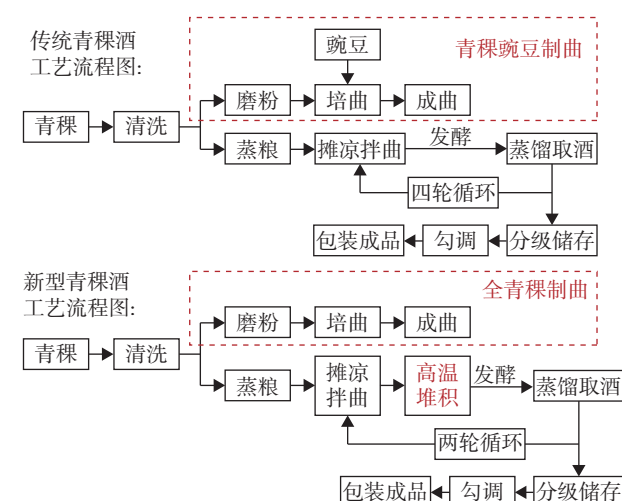 传统青稞酒
工艺流程图:
豌豆
青稞豌豆制曲
磨粉
培曲
成曲
青稞
清洗
蒸粮
摊凉拌曲
发酵
蒸馏取酒
四轮循环
包装成品
勾调
分级储存
新型青稞酒
工艺流程图:
全青稞制曲
磨粉
培曲
成曲
青稞
清洗
蒸粮
摊凉
拌曲
高温
堆积
发酵
蒸馏取酒
两轮循环
包装成品
勾调
分级储存